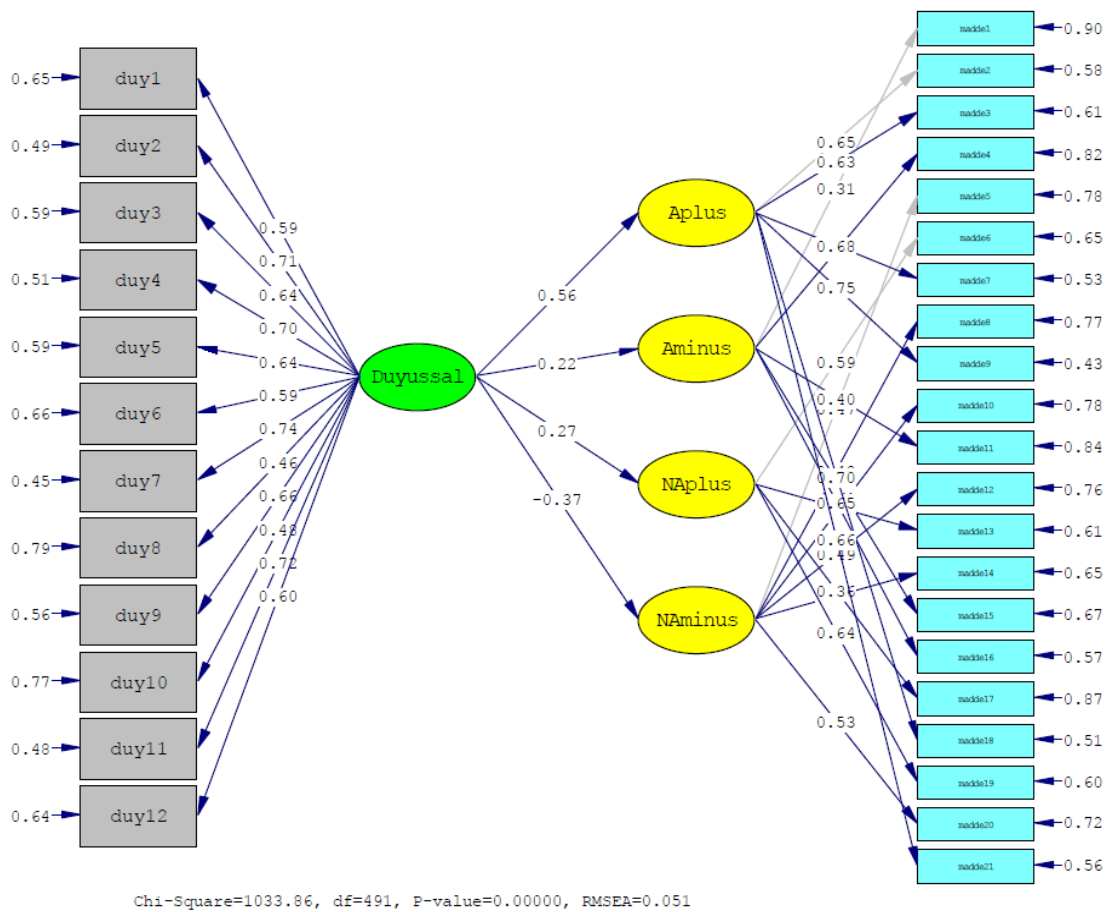 0.65
duy1
0.49
duy2
0.59
duy3
0.51
duy4
0.59
duy5
0.66
duy6
0.45
duy7
0.79
duy8
0.56
duy9
0.77
duy10
0.48
duy11
0.64
duy12
0.59
0.71
0.64
0.70
0.64
0.59
0.74
0.46
0.66
0.48
0.72
0.60
Duyussal
0.56
0.22
0.27
-0.37
Aplus
Aminus
NAplus
NAminus
0.65
0.63
0.31
0.68
0.75
0.59
0.40
0.70
0.65
0.66
0.49
0.36
0.64
0.53
madde1
0.90
madde2
0.58
madde3
0.61
madde4
0.82
madde5
0.78
madde6
0.65
madde7
0.53
madde8
0.77
madde9
0.43
madde10
0.78
madde11
0.84
madde12
0.76
madde13
0.61
madde14
0.65
madde15
0.67
madde16
0.57
madde17
0.87
madde18
0.51
madde19
0.60
madde20
0.72
madde21
0.56
Chi-Square=1033.86, df=491, P-value=0.00000, RMSEA=0.051